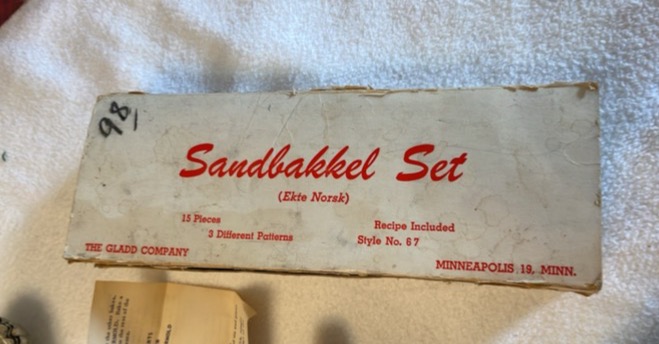 98
Sandbakkel Set
(Ekte Norsk)
15 Pieces
3 Different Patterns
Recipe Included
Style No. 67
THE GLADD COMPANY
MINNEAPOLIS 19, MINN.